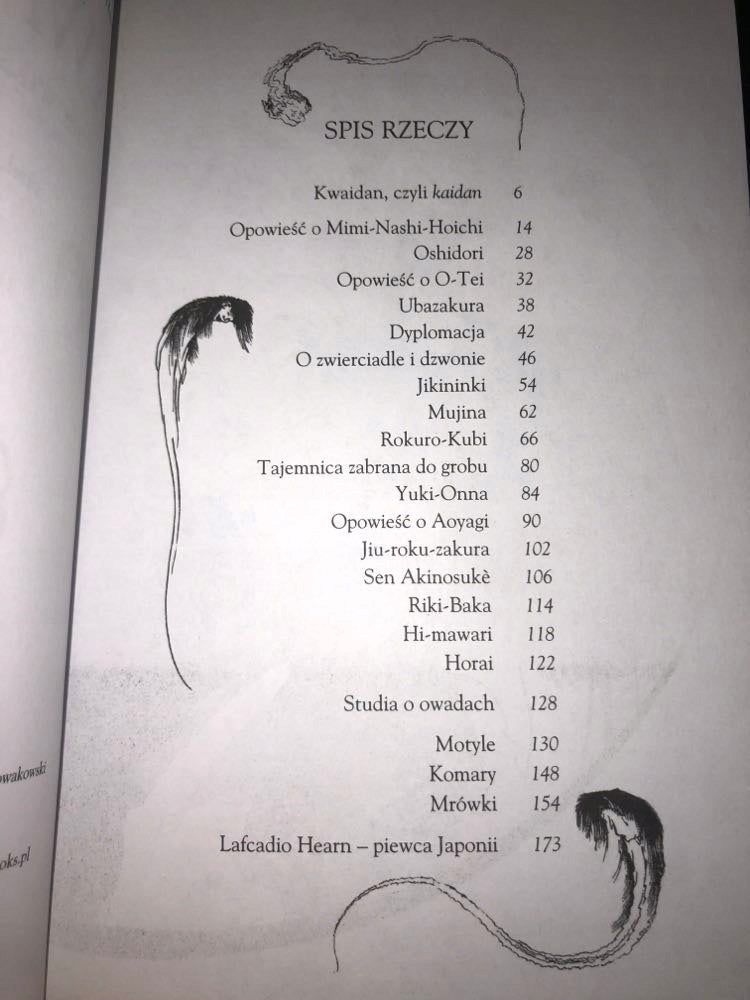 SPIS RZECZY
Kwaidan, czyli kaidan 6
Opowieść o Mimi-Nashi-Hoichi 14
Oshidori 28
Opowieść o O-Tei 32
Ubazakura 38
Dyplomacja 42
O zwierciadle i dzwonie 46
Jikininki 54
Mujina 62
Rokuro-Kubi 66
Tajemnica zabrana do grobu 80
Yuki-Onna 84
Opowieść o Aoyagi 90
Jiu-roku-zakura 102
Sen Akinosukè 106
Riki-Baka 114
Hi-mawari 118
Horai 122
Studia o owadach 128
Motyle 130
Komary 148
Mrówki 154
Lafcadio Hearn – piewca Japonii 173
owakowski
oks.pl